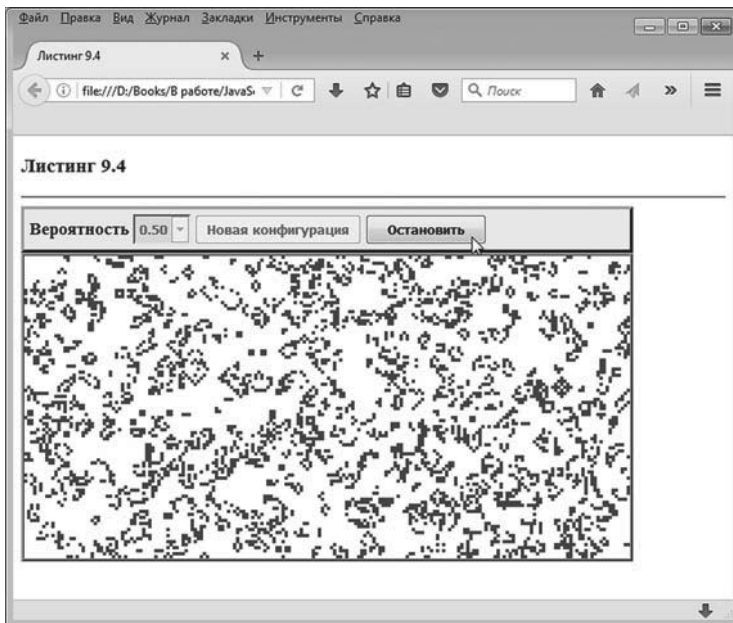 Файл Правка Вид Журнал Закладки Инструменты Справка
Листинг 9.4 × +
file:///D:/Books/В работе/JavaS Поиск »
Листинг 9.4
Вероятность 0.50 Новая конфигурация Остановить